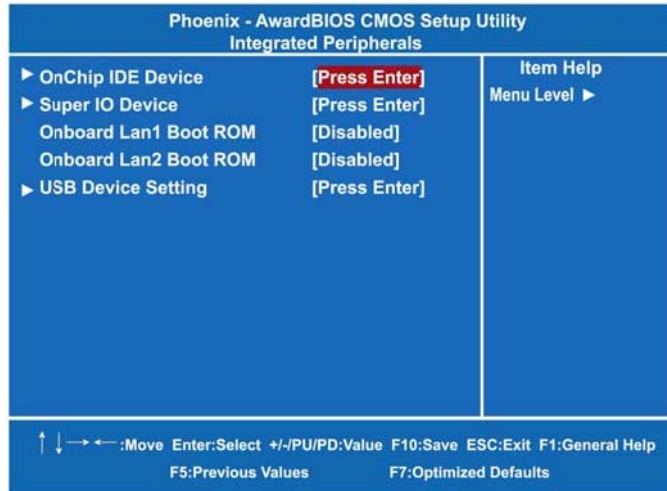 Phoenix - AwardBIOS CMOS Setup Utility
Integrated Peripherals
► OnChip IDE Device [Press Enter]
► Super IO Device [Press Enter]
Onboard Lan1 Boot ROM [Disabled]
Onboard Lan2 Boot ROM [Disabled]
► USB Device Setting [Press Enter]
Item Help
Menu Level ►
↑ ↓ → ← :Move Enter:Select +/-/PU/PD:Value F10:Save ESC:Exit F1:General Help
F5:Previous Values F7:Optimized Defaults